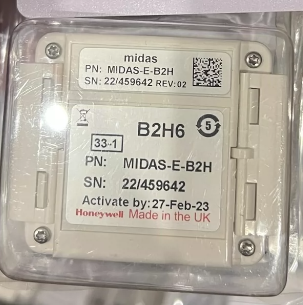 midas
PN: MIDAS-E-B2H
SN: 22/459642 REV:02
B2H6
5
33-1
PN: MIDAS-E-B2H
SN: 22/459642
Activate by: 27-Feb-23
Honeywell Made in the UK